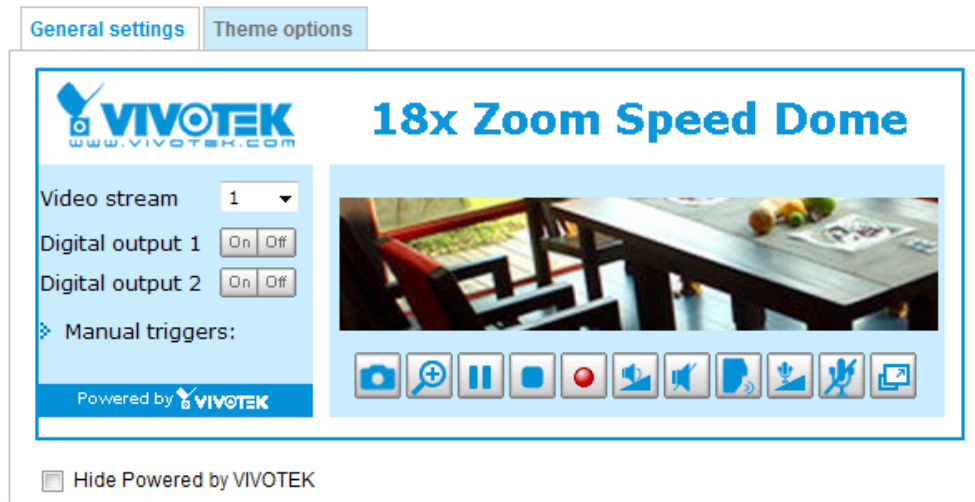 General settings
Theme options
VIVOTEK
www.vivotek.com
18x Zoom Speed Dome
Video stream 1
Digital output 1 On Off
Digital output 2 On Off
Manual triggers:
Powered by VIVOTEK
Hide Powered by VIVOTEK